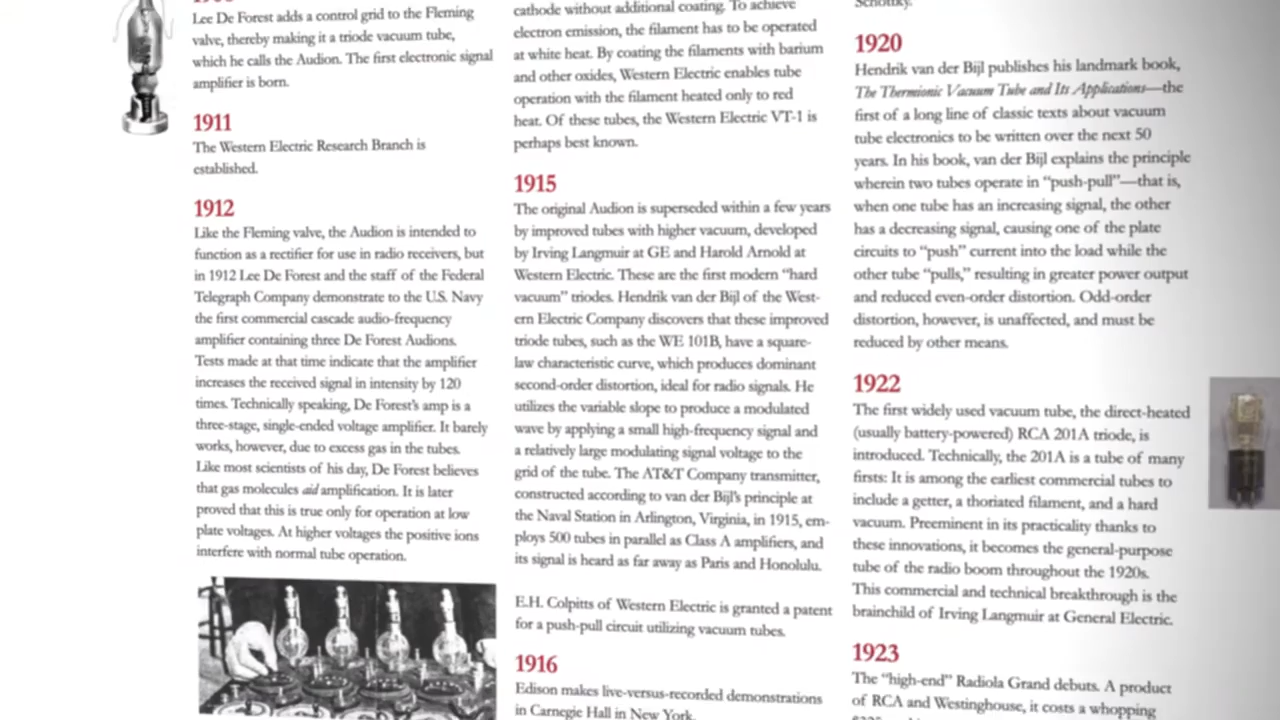 Lee De Forest adds a control grid to the Fleming
valve, thereby making it a triode vacuum tube,
which he calls the Audion. The first electronic signal
amplifier is born.
1911
The Western Electric Research Branch is
established.
1912
Like the Fleming valve, the Audion is intended to
function as a rectifier for use in radio receivers, but
in 1912 Lee De Forest and the staff of the Federal
Telegraph Company demonstrate to the U.S. Navy
the first commercial cascade audio-frequency
amplifier containing three De Forest Audions.
Tests made at that time indicate that the amplifier
increases the received signal in intensity by 120
times. Technically speaking, De Forest's amp is a
three-stage, single-ended voltage amplifier. It barely
works, however, due to excess gas in the tubes.
Like most scientists of his day, De Forest believes
that gas molecules aid amplification. It is later
proved that this is true only for operation at low
plate voltages. At higher voltages the positive ions
interfere with normal tube operation.
cathode without additional coating. To achieve
electron emission, the filament has to be operated
at white heat. By coating the filaments with barium
and other oxides, Western Electric enables tube
operation with the filament heated only to red
heat. Of these tubes, the Western Electric VT-1 is
perhaps best known.
1915
The original Audion is superseded within a few years
by improved tubes with higher vacuum, developed
by Irving Langmuir at GE and Harold Arnold at
Western Electric. These are the first modern “hard
vacuum” triodes. Hendrik van der Bijl of the West-
ern Electric Company discovers that these improved
triode tubes, such as the WE 101B, have a square-
law characteristic curve, which produces dominant
second-order distortion, ideal for radio signals. He
utilizes the variable slope to produce a modulated
wave by applying a small high-frequency signal and
a relatively large modulating signal voltage to the
grid of the tube. The AT&T Company transmitter,
constructed according to van der Bijl's principle at
the Naval Station in Arlington, Virginia, in 1915, em-
ploys 500 tubes in parallel as Class A amplifiers, and
its signal is heard as far away as Paris and Honolulu.
E.H. Colpitts of Western Electric is granted a patent
for a push-pull circuit utilizing vacuum tubes.
1916
Edison makes live-versus-recorded demonstrations
in Carnegie Hall in New York.
Schottky.
1920
Hendrik van der Bijl publishes his landmark book,
The Thermionic Vacuum Tube and Its Applications—the
first of a long line of classic texts about vacuum
tube electronics to be written over the next 50
years. In his book, van der Bijl explains the principle
wherein two tubes operate in “push-pull”—that is,
when one tube has an increasing signal, the other
has a decreasing signal, causing one of the plate
circuits to “push” current into the load while the
other tube “pulls,” resulting in greater power output
and reduced even-order distortion. Odd-order
distortion, however, is unaffected, and must be
reduced by other means.
1922
The first widely used vacuum tube, the direct-heated
(usually battery-powered) RCA 201A triode, is
introduced. Technically, the 201A is a tube of many
firsts: It is among the earliest commercial tubes to
include a getter, a thoriated filament, and a hard
vacuum. Preeminent in its practicality thanks to
these innovations, it becomes the general-purpose
tube of the radio boom throughout the 1920s.
This commercial and technical breakthrough is the
brainchild of Irving Langmuir at General Electric.
1923
The “high-end” Radiola Grand debuts. A product
of RCA and Westinghouse, it costs a whopping